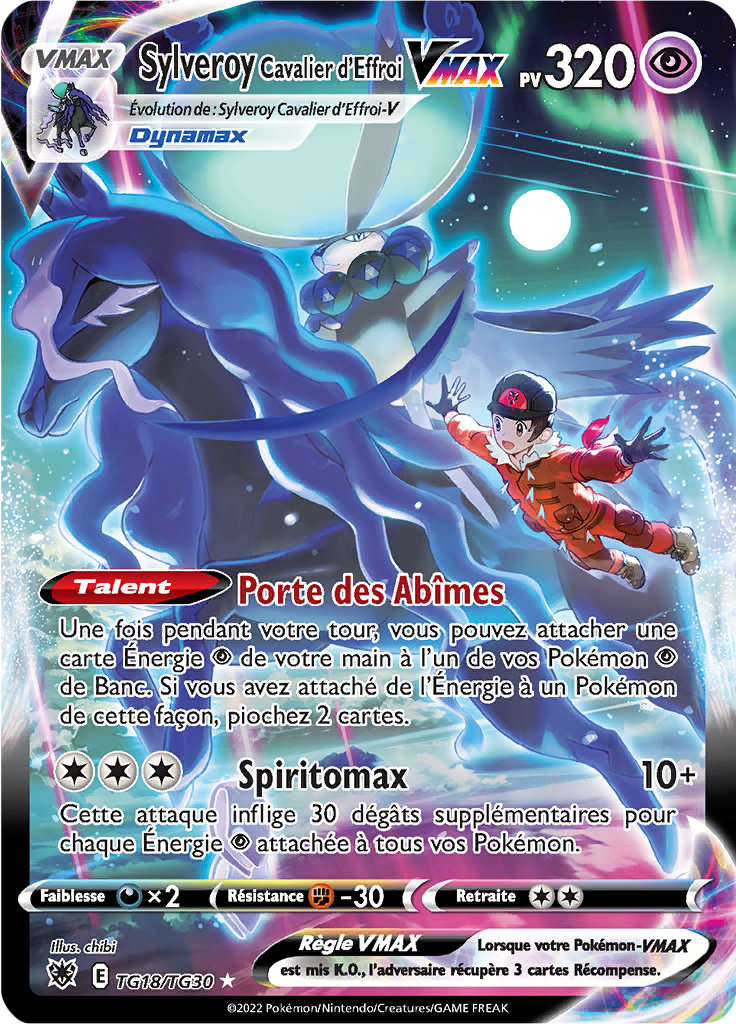 VMAX
Sylveroy Cavalier d'Effroi VMAX PV 320
Évolution de : Sylveroy Cavalier d'Effroi-V
Dynamax
Talent Porte des Abîmes
Une fois pendant votre tour, vous pouvez attacher une
carte Énergie de votre main à l'un de vos Pokémon
de Banc. Si vous avez attaché de l'Énergie à un Pokémon
de cette façon, piochez 2 cartes.
Spiritomax 10+
Cette attaque inflige 30 dégâts supplémentaires pour
chaque Énergie attachée à tous vos Pokémon.
Faiblesse ×2 Résistance -30 Retraite
Illus. chibi
Règle VMAX Lorsque votre Pokémon-VMAX
est mis K.O., l'adversaire récupère 3 cartes Récompense.
E TG18/TG30
©2022 Pokémon/Nintendo/Creatures/GAME FREAK